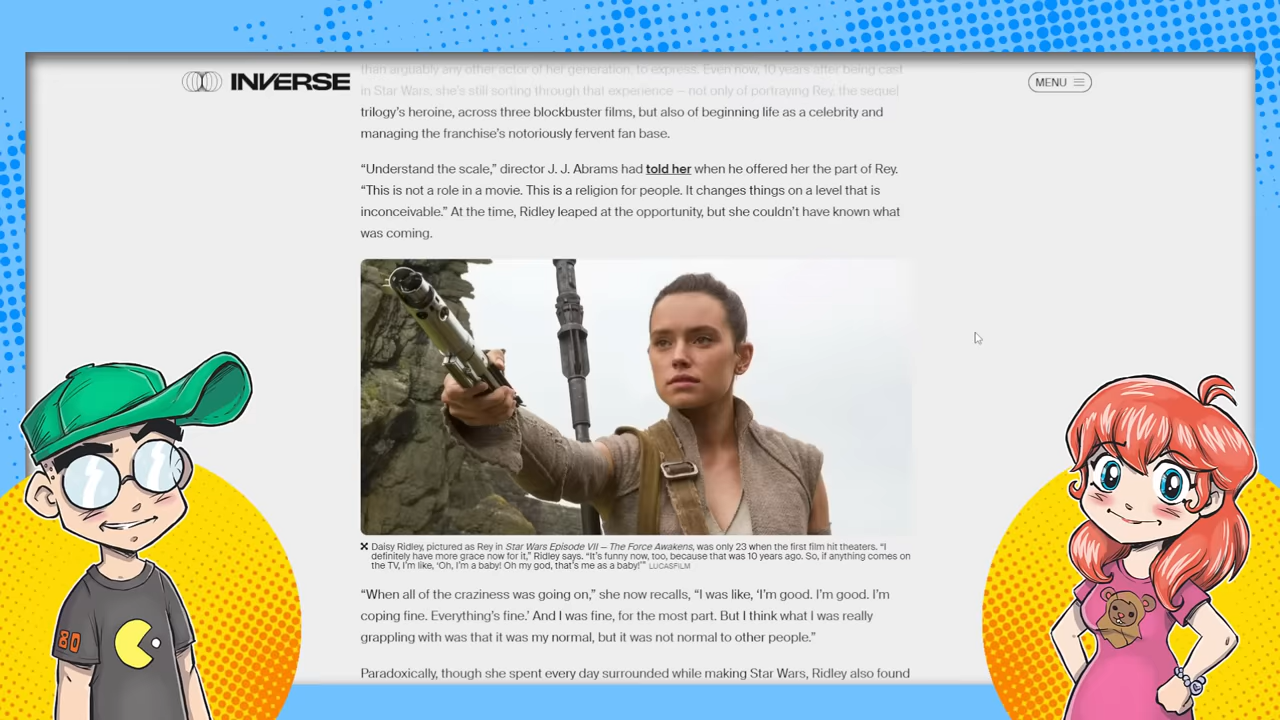 than arguably any other actor of her generation, to express. Even now, 10 years after being cast
INVERSE
MENU
in Star Wars, she's still sorting through that experience — not only of portraying Rey, the sequel
trilogy's heroine, across three blockbuster films, but also of beginning life as a celebrity and
managing the franchise's notoriously fervent fan base.
“Understand the scale,” director J. J. Abrams had told her when he offered her the part of Rey.
“This is not a role in a movie. This is a religion for people. It changes things on a level that is
inconceivable.” At the time, Ridley leaped at the opportunity, but she couldn't have known what
was coming.
Daisy Ridley, pictured as Rey in Star Wars Episode VII — The Force Awakens, was only 23 when the first film hit theaters. “I
definitely have more grace now for it,” Ridley says. “It's funny now, too, because that was 10 years ago. So, if anything comes on
the TV, I'm like, ‘Oh, I'm a baby! Oh my god, that's me as a baby!’” LUCASFILM
“When all of the craziness was going on,” she now recalls, “I was like, ‘I'm good. I'm good. I'm
coping fine. Everything's fine.’ And I was fine, for the most part. But I think what I was really
grappling with was that it was my normal, but it was not normal to other people.”
80
Paradoxically, though she spent every day surrounded while making Star Wars, Ridley also found